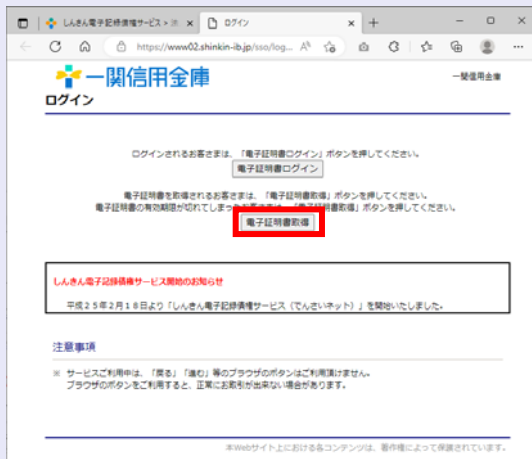 しんきん電子記録債権サービス >
ログイン
https://www02.shinkin-ib.jp/sso/log...
一関信用金庫
一関信用金庫
ログイン
ログインされるお客さまは、「電子証明書ログイン」ボタンを押してください。
電子証明書ログイン
電子証明書を取得されるお客さまは、「電子証明書取得」ボタンを押してください。
電子証明書の有効期限が切れてしまったお客さまは、「電子証明書取得」ボタンを押してください。
電子証明書取得
しんきん電子記録債権サービス開始のお知らせ
平成25年2月18日より「しんきん電子記録債権サービス（でんさいネット）」を開始いたしました。
注意事項
※ サービスご利用中は、「戻る」「進む」等のブラウザのボタンはご利用頂けません。
ブラウザのボタンをご利用すると、正常にお取引が出来ない場合があります。
本Webサイト上における各コンテンツは、著作権によって保護されています。